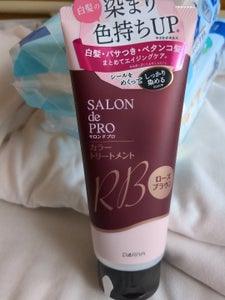 白髪の
染まり
色持ちUP。
白髪・パサつき・ペタンコ髪
まとめてエイジングケア。
シールを
めくって
しっかり
染める
SALON
de
PRO
サロンドプロ
カラー
トリートメント
RB
ローズ
ブラウン
DARIYA